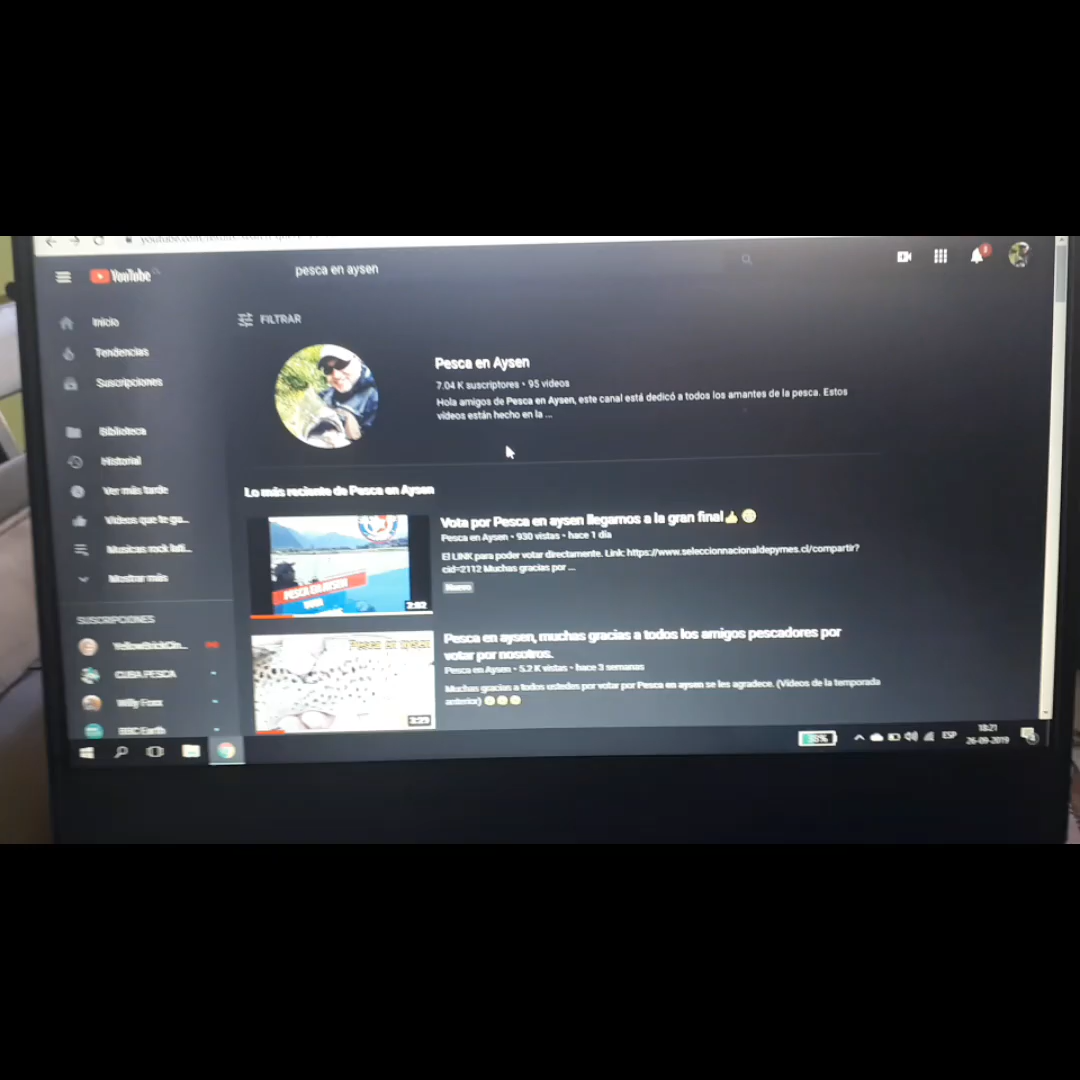 YouTube
pesca en aysen
3
Inicio
Tendencias
Suscripciones
Biblioteca
Historial
Ver más tarde
Videos que te gu...
Musicas rock lati...
Mostrar más
SUSCRIPCIONES
CUBA PESCA
Willy Foxx
BBC Earth
FILTRAR
Pesca en Aysen
7.04 K suscriptores • 95 videos
Hola amigos de Pesca en Aysen, este canal está dedicó a todos los amantes de la pesca. Estos
videos están hecho en la ...
Lo más reciente de Pesca en Aysen
PESCA EN AYSEN
VOTA
2:02
Vota por Pesca en aysen llegamos a la gran final👍
Pesca en Aysen • 930 vistas • hace 1 día
El LINK para poder votar directamente. Link: https://www.seleccionnacionaldepymes.cl/compartir?
cid=2112 Muchas gracias por ...
Nuevo
Pesca en aysen
3:29
Pesca en aysen, muchas gracias a todos los amigos pescadores por
votar por nosotros.
Pesca en Aysen • 5.2 K vistas • hace 3 semanas
Muchas gracias a todos ustedes por votar por Pesca en aysen se les agradece. (Videos de la temporada
anterior)
38%
ESP
18:21
26-09-2019